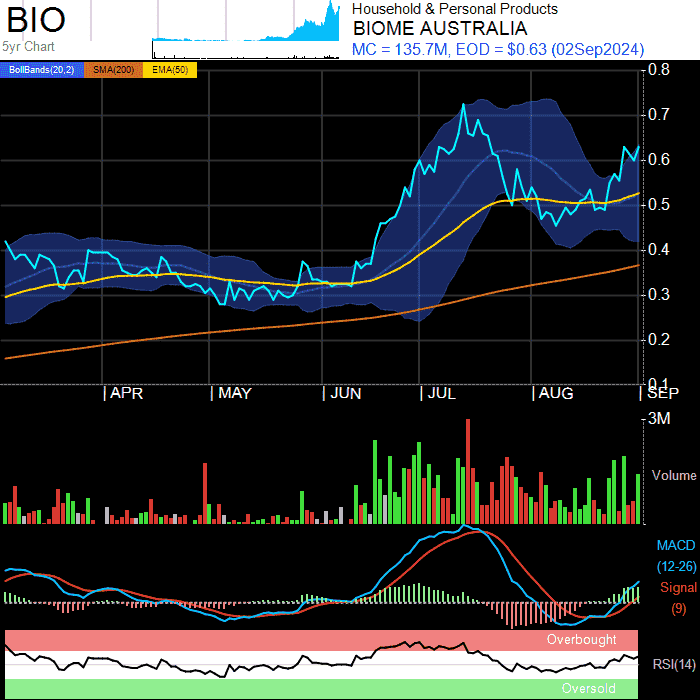 BIO
5yr Chart
Household & Personal Products
BIOME AUSTRALIA
MC = 135.7M, EOD = $0.63 (02Sep2024)
BollBands(20,2) SMA(200) EMA(50)
0.8
0.7
0.6
0.5
0.4
0.3
0.2
0.1
APR MAY JUN JUL AUG SEP
3M
Volume
MACD
(12-26)
Signal
(9)
Overbought
RSI(14)
Oversold